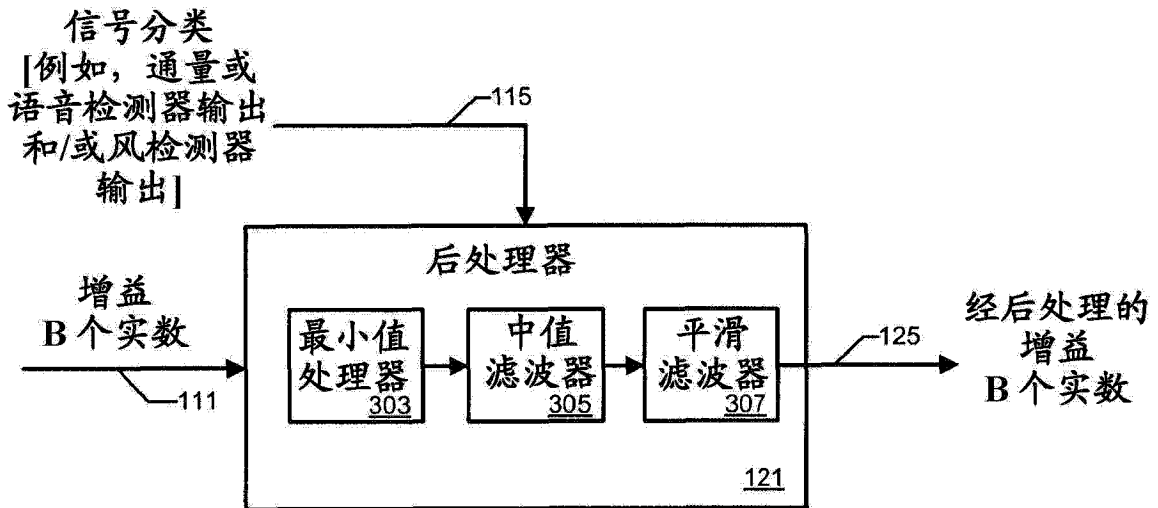 信号分类
[例如，通量或
语音检测器输出
和/或风检测器
输出]
115
后处理器
增益
B 个实数
111
最小值
处理器
303
中值
滤波器
305
平滑
滤波器
307
121
125
经后处理的
增益
B 个实数